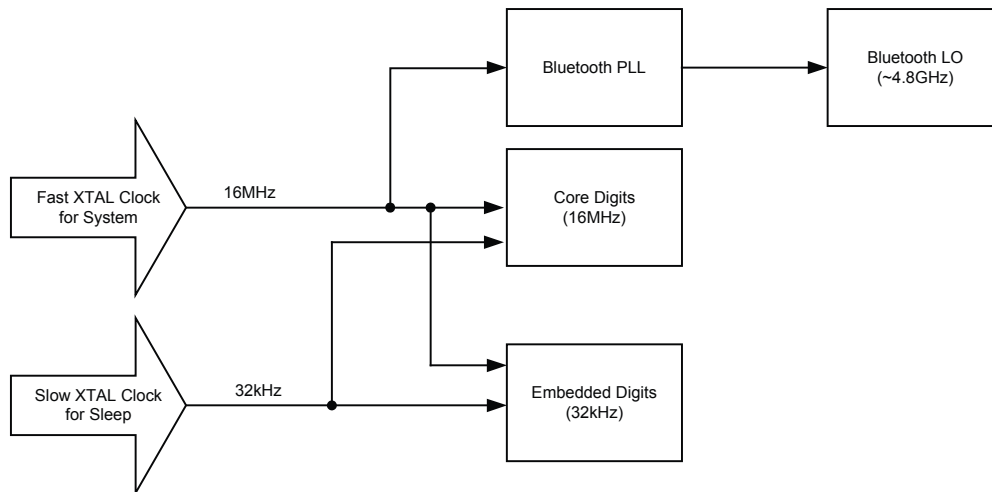 Bluetooth PLL
Bluetooth LO
(~4.8GHz)
Fast XTAL Clock
for System
16MHz
Core Digits
(16MHz)
Slow XTAL Clock
for Sleep
32kHz
Embedded Digits
(32kHz)